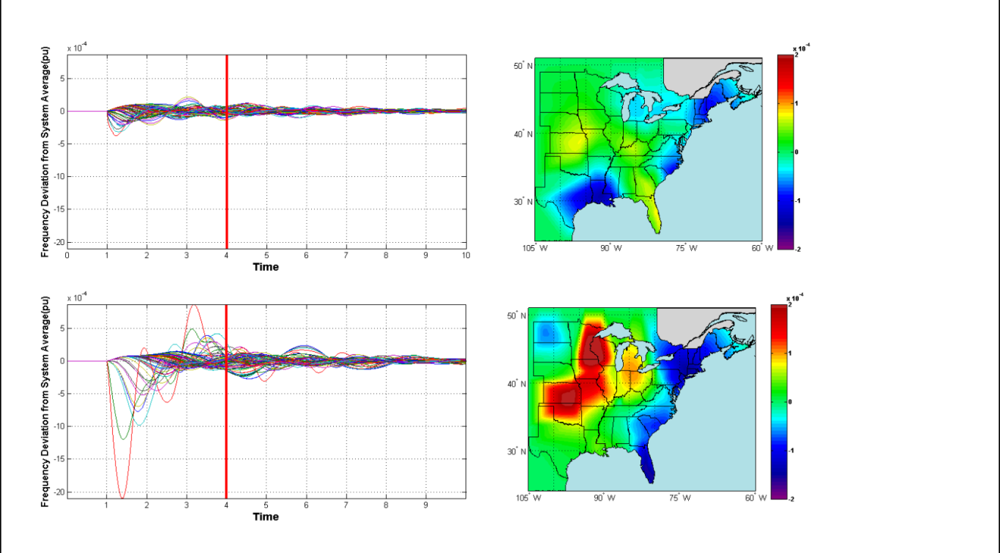 x 10^-4
Frequency Deviation from System Average(pu)
5
0
-5
-10
-15
-20
0 1 2 3 4 5 6 7 8 9 10
Time
50° N
40° N
30° N
105° W 90° W 75° W 60° W
x 10^-4
2
1
0
-1
-2
x 10^-4
Frequency Deviation from System Average(pu)
5
0
-5
-10
-15
-20
1 2 3 4 5 6 7 8 9
Time
50° N
40° N
30° N
105° W 90° W 75° W 60° W
x 10^-4
2
1
0
-1
-2